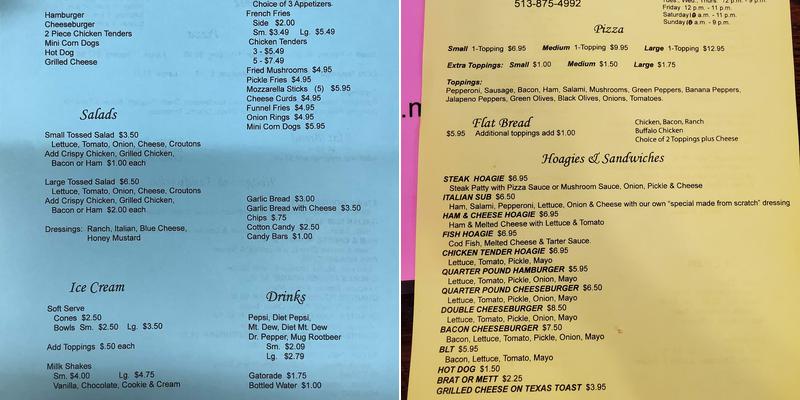 Hamburger
Cheeseburger
2 Piece Chicken Tenders
Mini Corn Dogs
Hot Dog
Grilled Cheese
Salads
Small Tossed Salad $3.50
Lettuce, Tomato, Onion, Cheese, Croutons
Add Crispy Chicken, Grilled Chicken,
Bacon or Ham $1.00 each
Large Tossed Salad $6.50
Lettuce, Tomato, Onion, Cheese, Croutons
Add Crispy Chicken, Grilled Chicken,
Bacon or Ham $2.00 each
Dressings: Ranch, Italian, Blue Cheese,
Honey Mustard
Ice Cream
Soft Serve
Cones $2.50
Bowls Sm. $2.50 Lg. $3.50
Add Toppings $.50 each
Milk Shakes
Sm. $4.00 Lg. $4.75
Vanilla, Chocolate, Cookie & Cream
Choice of 3 Appetizers
French Fries
Side $2.00
Sm. $3.49 Lg. $5.49
Chicken Tenders
3 - $5.49
5 - $7.49
Fried Mushrooms $4.95
Pickle Fries $4.95
Mozzarella Sticks (5) $5.95
Cheese Curds $4.95
Funnel Fries $4.95
Onion Rings $4.95
Mini Corn Dogs $5.95
Garlic Bread $3.00
Garlic Bread with Cheese $3.50
Chips $.75
Cotton Candy $2.50
Candy Bars $1.00
Drinks
Pepsi, Diet Pepsi,
Mt. Dew, Diet Mt. Dew
Dr. Pepper, Mug Rootbeer
Sm. $2.09
Lg. $2.79
Gatorade $1.75
Bottled Water $1.00
.m
513-875-4992
Friday 12 p.m. - 11 p.m.
Saturday 10 a.m. - 11 p.m.
Sunday 10 a.m. - 9 p.m.
Pizza
Small 1-Topping $6.95 Medium 1-Topping $9.95 Large 1-Topping $12.95
Extra Toppings: Small $1.00 Medium $1.50 Large $1.75
Toppings:
Pepperoni, Sausage, Bacon, Ham, Salami, Mushrooms, Green Peppers, Banana Peppers,
Jalapeno Peppers, Green Olives, Black Olives, Onions, Tomatoes.
Flat Bread
$5.95 Additional toppings add $1.00
Chicken, Bacon, Ranch
Buffalo Chicken
Choice of 2 Toppings plus Cheese
Hoagies & Sandwiches
STEAK HOAGIE $6.95
Steak Patty with Pizza Sauce or Mushroom Sauce, Onion, Pickle & Cheese
ITALIAN SUB $6.50
Ham, Salami, Pepperoni, Lettuce, Onion & Cheese with our own "special made from scratch" dressing
HAM & CHEESE HOAGIE $6.95
Ham & Melted Cheese with Lettuce & Tomato
FISH HOAGIE $6.95
Cod Fish, Melted Cheese & Tarter Sauce.
CHICKEN TENDER HOAGIE $6.95
Lettuce, Tomato, Pickle, Mayo
QUARTER POUND HAMBURGER $5.95
Lettuce, Tomato, Pickle, Onion, Mayo
QUARTER POUND CHEESEBURGER $6.50
Lettuce, Tomato, Pickle, Onion, Mayo
DOUBLE CHEESEBURGER $8.50
Lettuce, Tomato, Pickle, Onion, Mayo
BACON CHEESEBURGER $7.50
Bacon, Lettuce, Tomato, Pickle, Onion, Mayo
BLT $5.95
Bacon, Lettuce, Tomato, Mayo
HOT DOG $1.50
BRAT OR METT $2.25
GRILLED CHEESE ON TEXAS TOAST $3.95